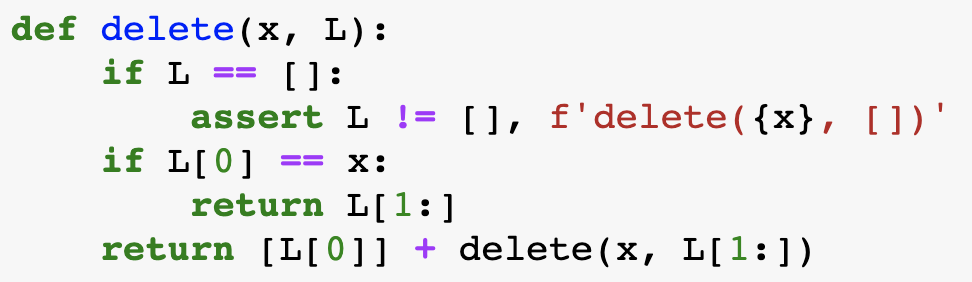 def delete(x, L):
    if L == []:
        assert L != [], f'delete({x}, [])'
    if L[0] == x:
        return L[1:]
    return [L[0]] + delete(x, L[1:])